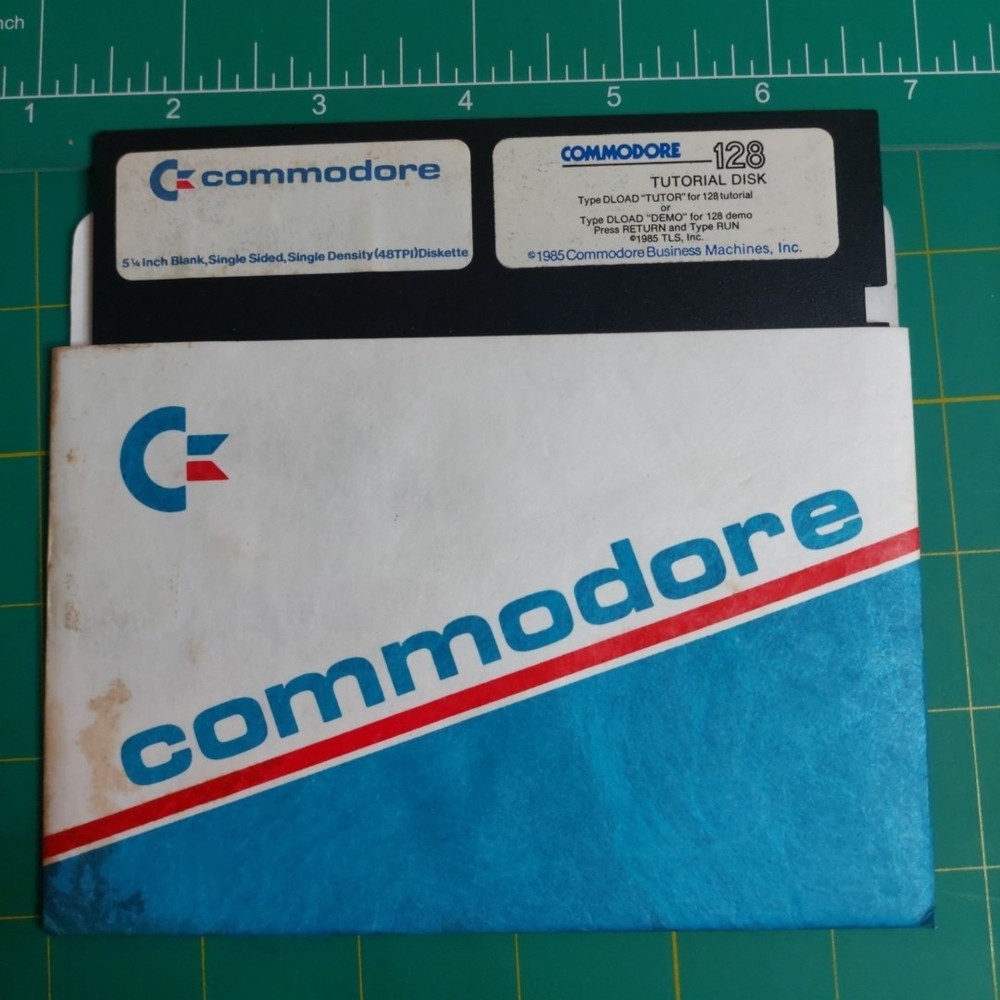 nch
1 2 3 4 5 6 7
commodore
5¼ Inch Blank, Single Sided, Single Density (48TPI) Diskette
COMMODORE 128
TUTORIAL DISK
Type DLOAD "TUTOR" for 128 tutorial
or
Type DLOAD "DEMO" for 128 demo
Press RETURN and Type RUN
©1985 TLS, Inc.
©1985 Commodore Business Machines, Inc.
commodore